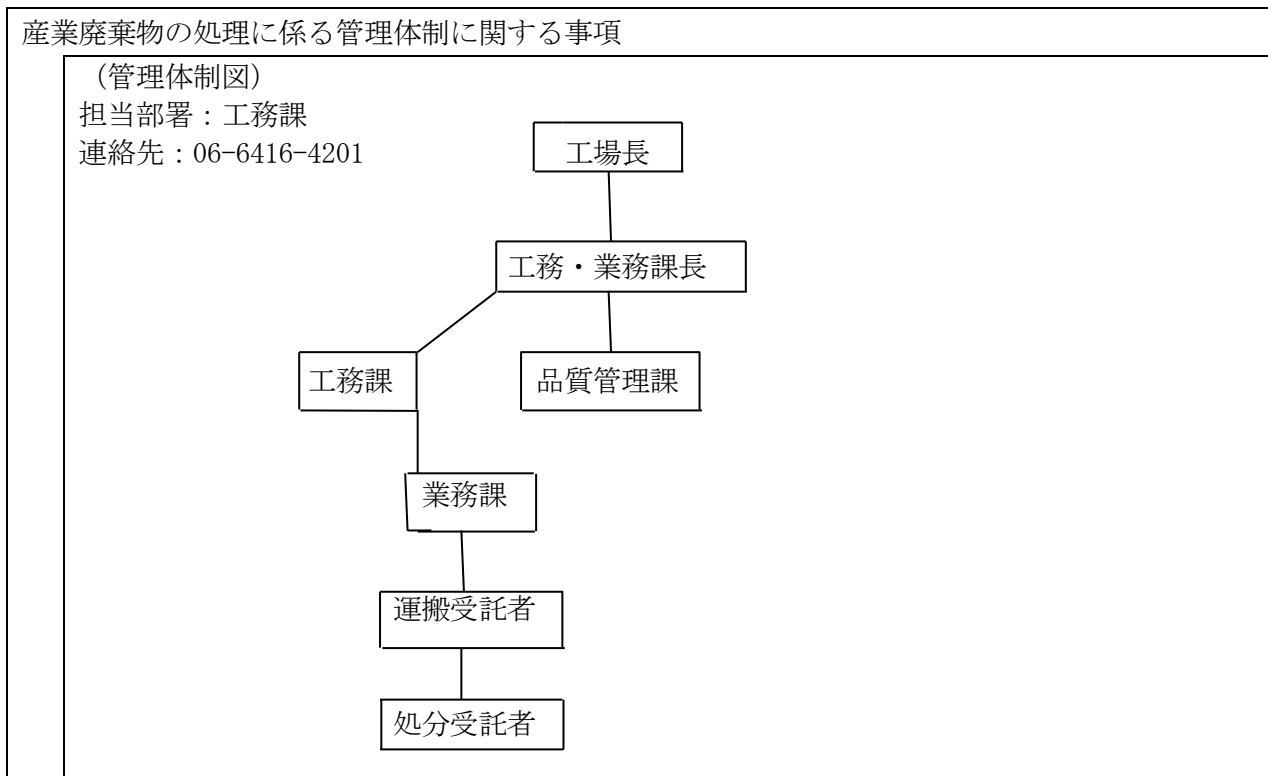 産業廃棄物の処理に係る管理体制に関する事項
（管理体制図）
担当部署：工務課
連絡先：06-6416-4201
工場長
工務・業務課長
工務課
品質管理課
業務課
運搬受託者
処分受託者